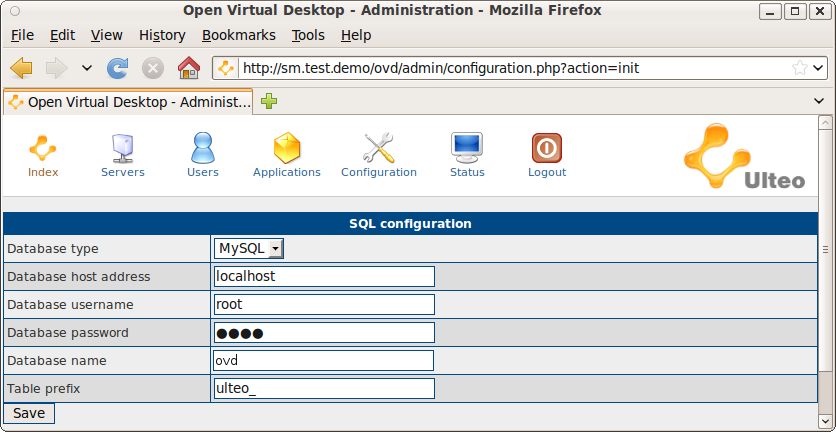 Open Virtual Desktop - Administration - Mozilla Firefox
File Edit View History Bookmarks Tools Help
http://sm.test.demo/ovd/admin/configuration.php?action=init
Open Virtual Desktop - Administ...
Index Servers Users Applications Configuration Status Logout
Ulteo
SQL configuration
Database type MySQL
Database host address localhost
Database username root
Database password ●●●●
Database name ovd
Table prefix ulteo_
Save